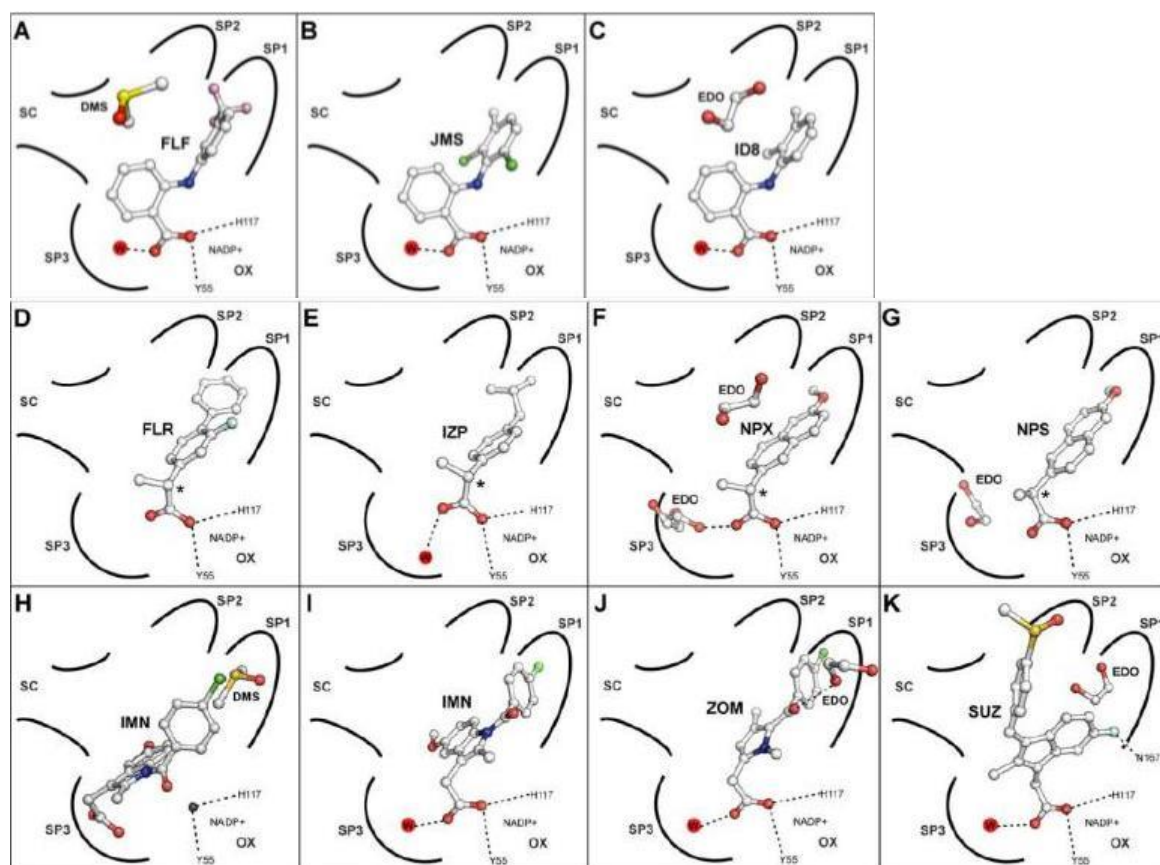 A SP2 SP1 SC DMS FLF H117 NADP+ SP3 W OX Y55
B SP2 SP1 SC JMS H117 NADP+ SP3 W OX Y55
C SP2 SP1 SC EDO ID8 H117 NADP+ SP3 W OX Y55
D SP2 SP1 SC FLR * H117 NADP+ SP3 OX Y55
E SP2 SP1 SC IZP * H117 NADP+ SP3 W OX Y55
F SP2 SP1 EDO SC NPX * EDO H117 NADP+ SP3 OX Y55
G SP2 SP1 SC NPS EDO * H117 NADP+ SP3 OX Y55
H SP2 SP1 SC DMS IMN H117 NADP+ SP3 OX Y55
I SP2 SP1 SC IMN H117 NADP+ SP3 W OX Y55
J SP2 SP1 SC EDO ZOM H117 NADP+ SP3 W OX Y55
K SP2 SP1 EDO SC SUZ N167 H117 NADP+ SP3 W OX Y55